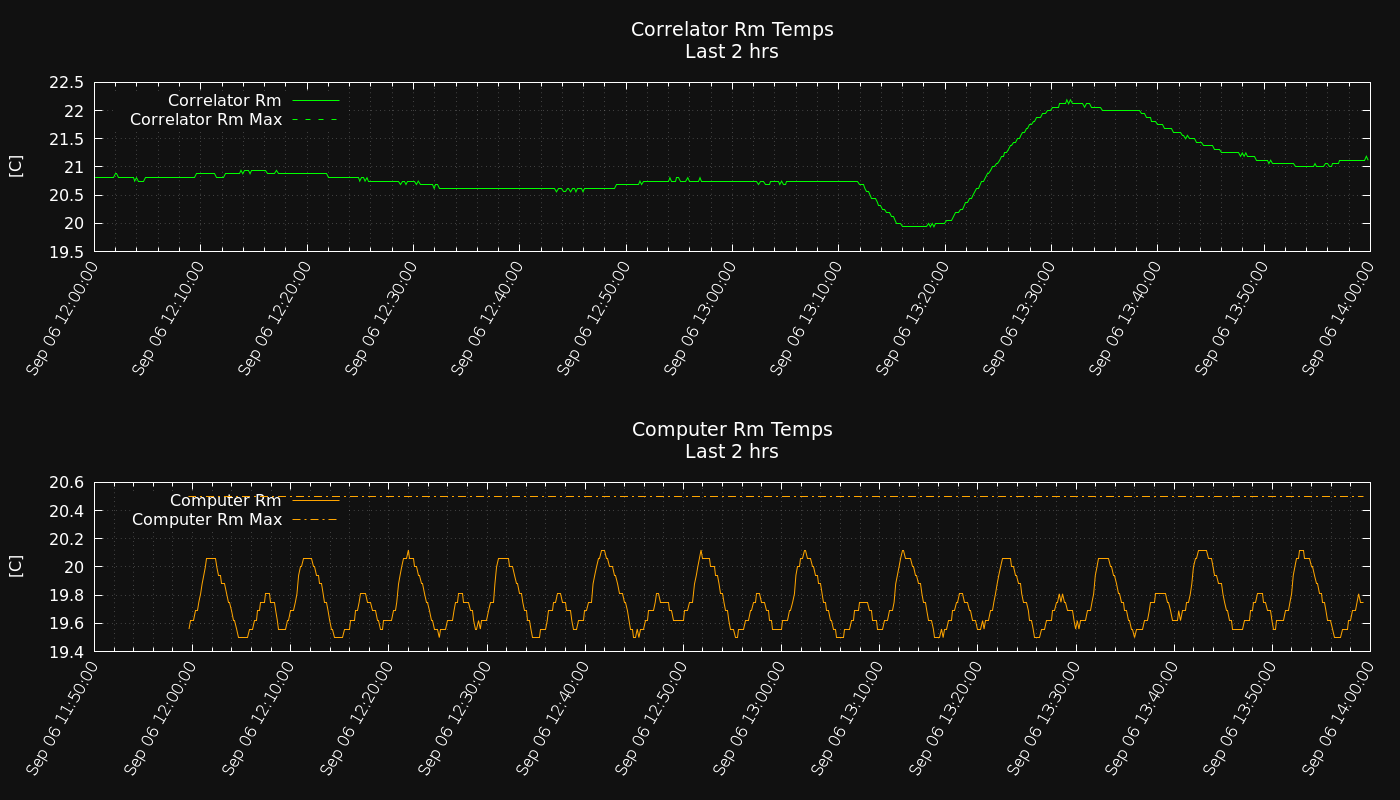 Correlator Rm Temps
Last 2 hrs
[C]
22.5
22
21.5
21
20.5
20
19.5
Correlator Rm
Correlator Rm Max
Sep 06 12:00:00
Sep 06 12:10:00
Sep 06 12:20:00
Sep 06 12:30:00
Sep 06 12:40:00
Sep 06 12:50:00
Sep 06 13:00:00
Sep 06 13:10:00
Sep 06 13:20:00
Sep 06 13:30:00
Sep 06 13:40:00
Sep 06 13:50:00
Sep 06 14:00:00
Computer Rm Temps
Last 2 hrs
[C]
20.6
20.4
20.2
20
19.8
19.6
19.4
Computer Rm
Computer Rm Max
Sep 06 11:50:00
Sep 06 12:00:00
Sep 06 12:10:00
Sep 06 12:20:00
Sep 06 12:30:00
Sep 06 12:40:00
Sep 06 12:50:00
Sep 06 13:00:00
Sep 06 13:10:00
Sep 06 13:20:00
Sep 06 13:30:00
Sep 06 13:40:00
Sep 06 13:50:00
Sep 06 14:00:00